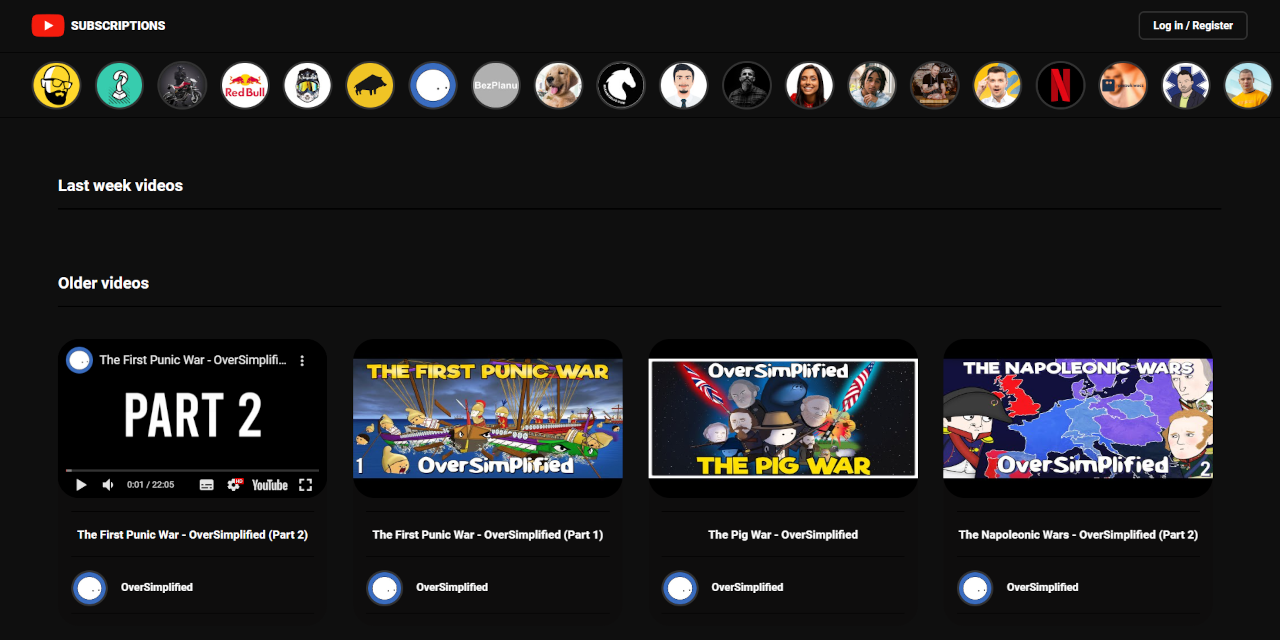 SUBSCRIPTIONS
Log in / Register
Red Bull
BezPlanu
N
Last week videos
Older videos
The First Punic War - OverSimplifi...
PART 2
0:01 / 22:05
HD
YouTube
THE FIRST PUNIC WAR
1
OverSimplified
OverSimplified
THE PIG WAR
THE NAPOLEONIC WARS
OverSimplified
2
The First Punic War - OverSimplified (Part 2)
The First Punic War - OverSimplified (Part 1)
The Pig War - OverSimplified
The Napoleonic Wars - OverSimplified (Part 2)
OverSimplified
OverSimplified
OverSimplified
OverSimplified